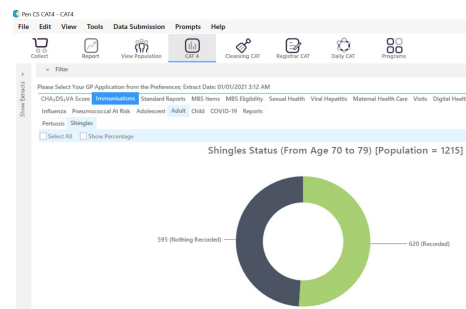 Pen CS CAT4 - CAT4
File Edit View Tools Data Submission Prompts Help
Collect Report View Population CAT 4 Cleansing CAT Registrar CAT Daily CAT Programs
Filter
Show Extracts
Please Select Your GP Application from the Preferences; Extract Date: 01/01/2021 3:12 AM
CHA₂DS₂VA Score Immunisations Standard Reports MBS Items MBS Eligibility Sexual Health Viral Hepatitis Maternal Health Care Visits Digital Healt
Influenza Pneumococcal At Risk Adolescent Adult Child COVID-19 Reports
Pertussis Shingles
Select All Show Percentage
Shingles Status (From Age 70 to 79) [Population = 1215]
595 (Nothing Recorded)
620 (Recorded)